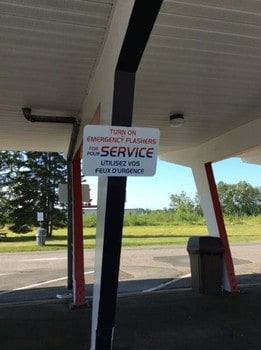 TURN ON
EMERGENCY FLASHERS
FOR POUR SERVICE
UTILISEZ VOS
FEUX D'URGENCE